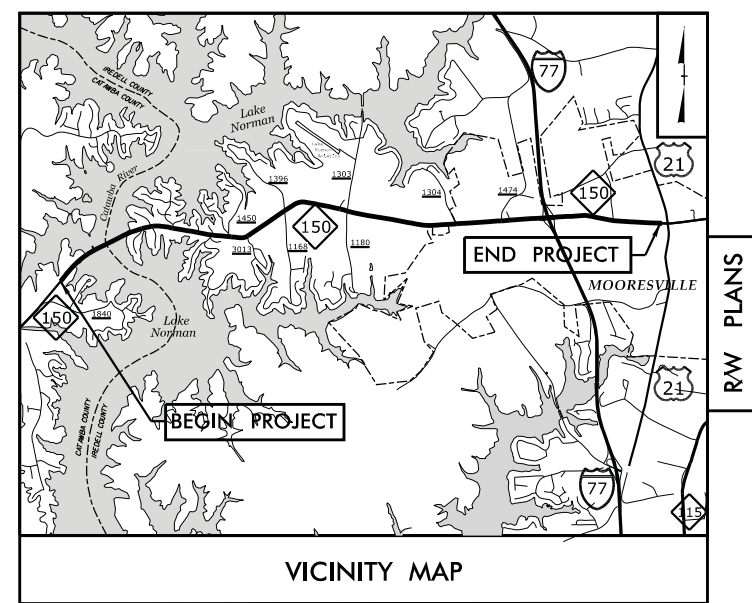 77
IREDELL COUNTY
CATAWBA COUNTY
Lake
Norman
21
Catawba River
1396
1303
1304
1474
150
1450
150
3013
1168
1180
END PROJECT
MOORESVILLE
RW PLANS
150
1840
Lake
Norman
21
BEGIN PROJECT
CATAWBA COUNTY
IREDELL COUNTY
77
115
VICINITY MAP